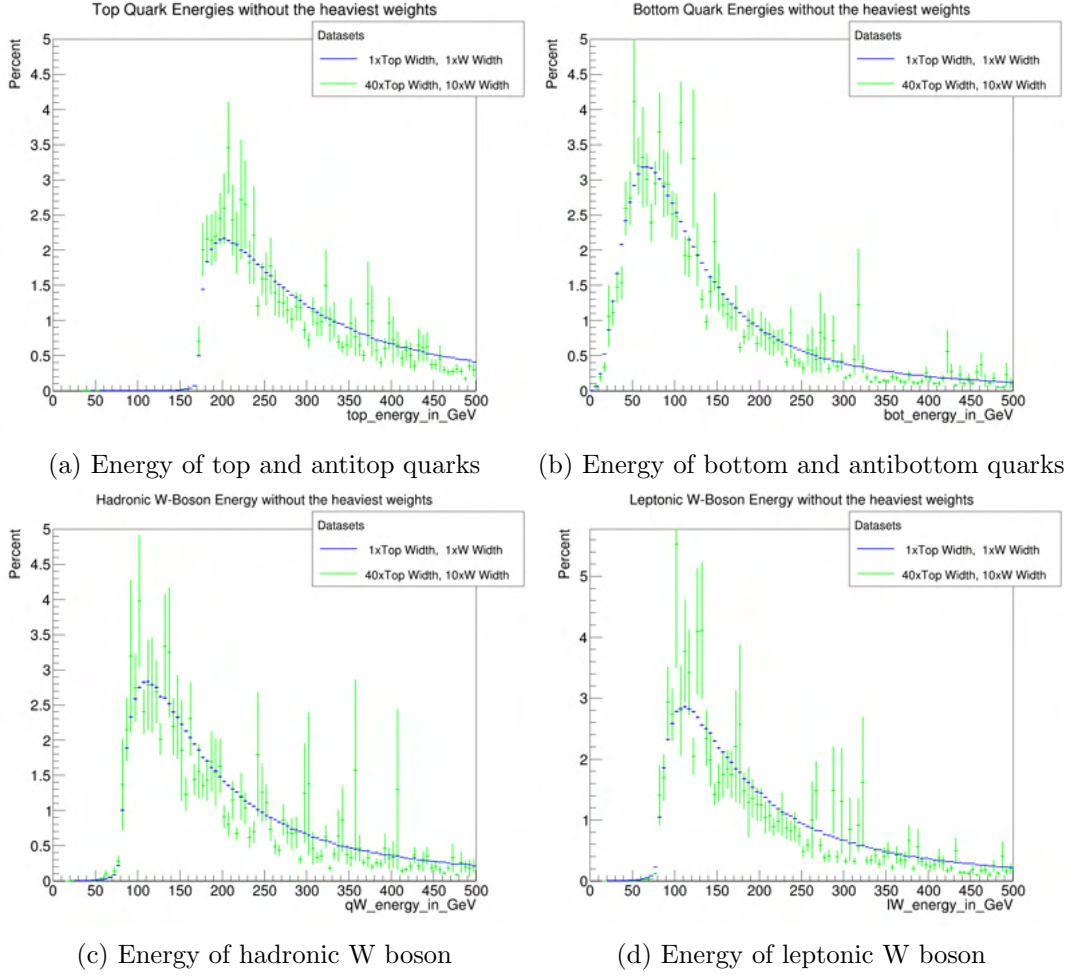 Top Quark Energies without the heaviest weights
Percent
5
4.5
4
3.5
3
2.5
2
1.5
1
0.5
0
Datasets
1xTop Width, 1xW Width
40xTop Width, 10xW Width
0 50 100 150 200 250 300 350 400 450 500
top_energy_in_GeV
(a) Energy of top and antitop quarks
Bottom Quark Energies without the heaviest weights
Percent
5
4.5
4
3.5
3
2.5
2
1.5
1
0.5
0
Datasets
1xTop Width, 1xW Width
40xTop Width, 10xW Width
0 50 100 150 200 250 300 350 400 450 500
bot_energy_in_GeV
(b) Energy of bottom and antibottom quarks
Hadronic W-Boson Energy without the heaviest weights
Percent
5
4.5
4
3.5
3
2.5
2
1.5
1
0.5
0
Datasets
1xTop Width, 1xW Width
40xTop Width, 10xW Width
0 50 100 150 200 250 300 350 400 450 500
qW_energy_in_GeV
(c) Energy of hadronic W boson
Leptonic W-Boson Energy without the heaviest weights
Percent
5
4
3
2
1
0
Datasets
1xTop Width, 1xW Width
40xTop Width, 10xW Width
0 50 100 150 200 250 300 350 400 450 500
lW_energy_in_GeV
(d) Energy of leptonic W boson